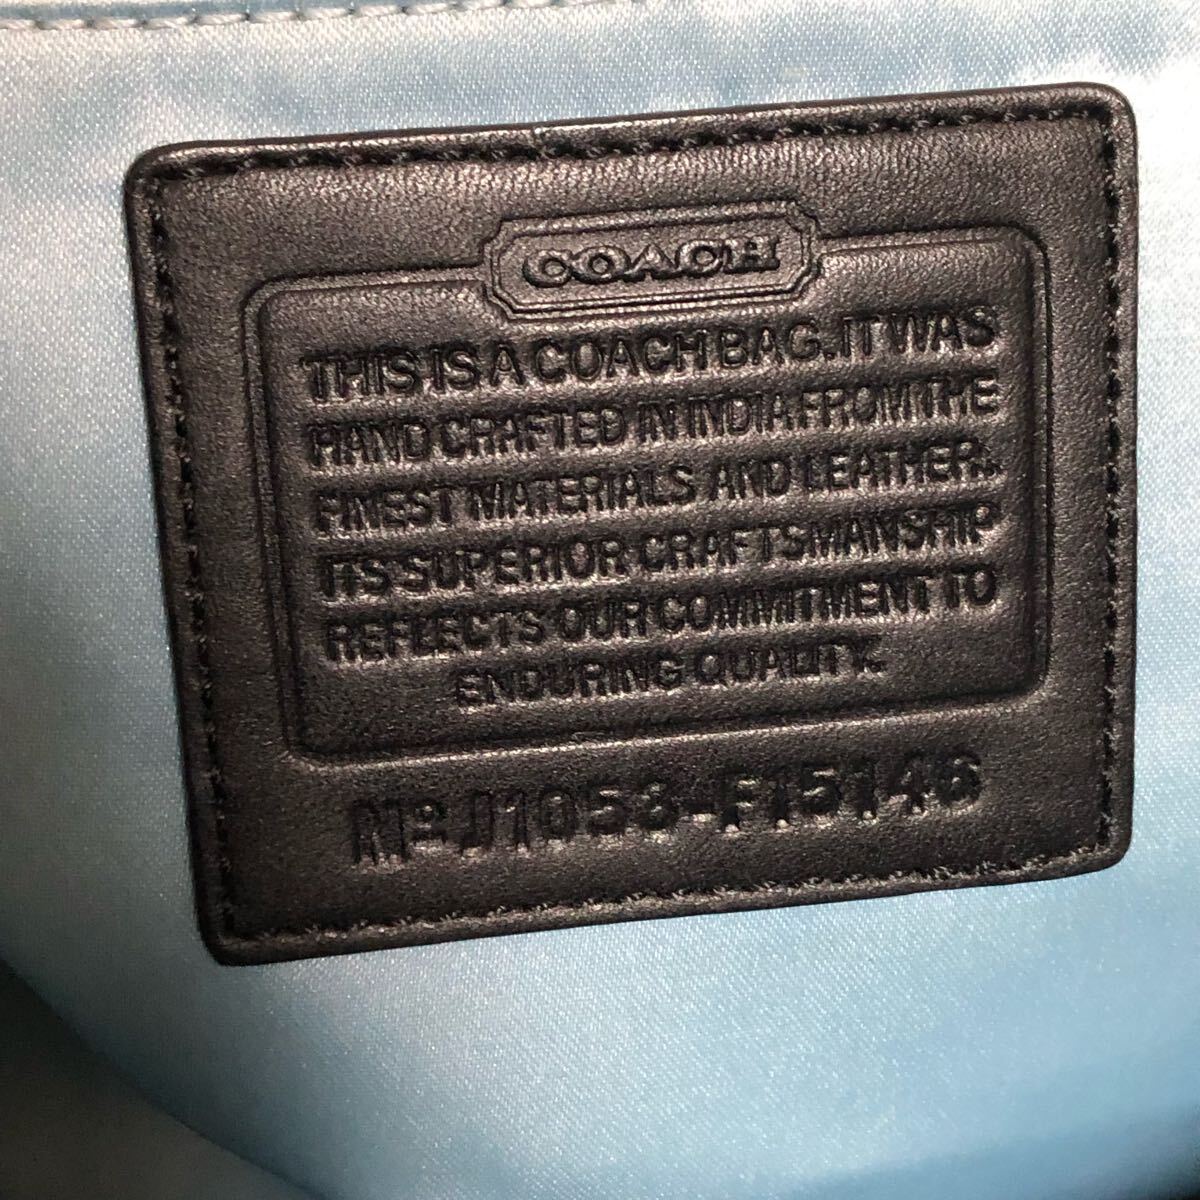 COACH
THIS IS A COACH BAG. IT WAS
HAND CRAFTED IN INDIA FROM THE
FINEST MATERIALS AND LEATHER.
ITS SUPERIOR CRAFTSMANSHIP
REFLECTS OUR COMMITMENT TO
ENDURING QUALITY.
Nº J1053-F15146